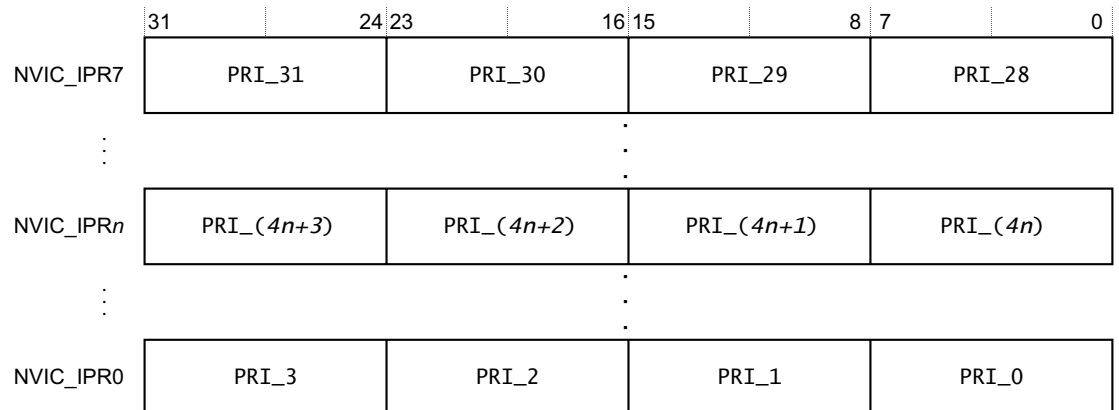 31 24 23 16 15 8 7 0
NVIC_IPR7 PRI_31 PRI_30 PRI_29 PRI_28
NVIC_IPRn PRI_(4n+3) PRI_(4n+2) PRI_(4n+1) PRI_(4n)
NVIC_IPR0 PRI_3 PRI_2 PRI_1 PRI_0